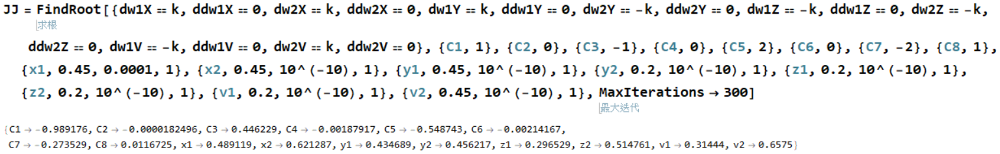 JJ = FindRoot[{dw1X == k, ddw1X == 0, dw2X == k, ddw2X == 0, dw1Y == k, ddw1Y == 0, dw2Y == -k, ddw2Y == 0, dw1Z == -k, ddw1Z == 0, dw2Z == -k,
求根
ddw2Z == 0, dw1V == -k, ddw1V == 0, dw2V == k, ddw2V == 0}, {C1, 1}, {C2, 0}, {C3, -1}, {C4, 0}, {C5, 2}, {C6, 0}, {C7, -2}, {C8, 1},
{x1, 0.45, 0.0001, 1}, {x2, 0.45, 10^(-10), 1}, {y1, 0.45, 10^(-10), 1}, {y2, 0.2, 10^(-10), 1}, {z1, 0.2, 10^(-10), 1},
{z2, 0.2, 10^(-10), 1}, {v1, 0.2, 10^(-10), 1}, {v2, 0.45, 10^(-10), 1}, MaxIterations → 300]
最大迭代
{C1 → -0.989176, C2 → -0.0000182496, C3 → 0.446229, C4 → -0.00187917, C5 → -0.548743, C6 → -0.00214167,
C7 → -0.273529, C8 → 0.0116725, x1 → 0.489119, x2 → 0.621287, y1 → 0.434689, y2 → 0.456217, z1 → 0.296529, z2 → 0.514761, v1 → 0.31444, v2 → 0.6575}